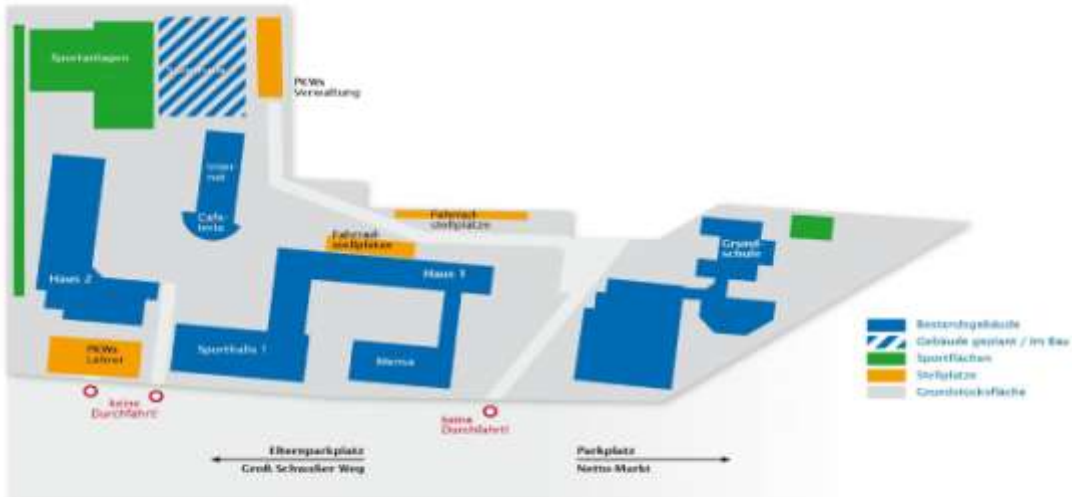 Sportanlagen
PKWs
Verwaltung
Inter-
nat
Cafe-
terie
Fahrrad-
stellplätze
Fahrrad-
stellplätze
Grund-
schule
Haus 1
Haus 2
PKWs
Lehrer
Sporthalle 1
Mensa
keine
Durchfahrt!
keine
Durchfahrt!
Bestandsgebäude
Gebäude geplant / im Bau
Sportflächen
Stellplätze
Grundstücksfläche
Elternparkplatz
Groß Schwaßer Weg
Parkplatz
Netto-Markt